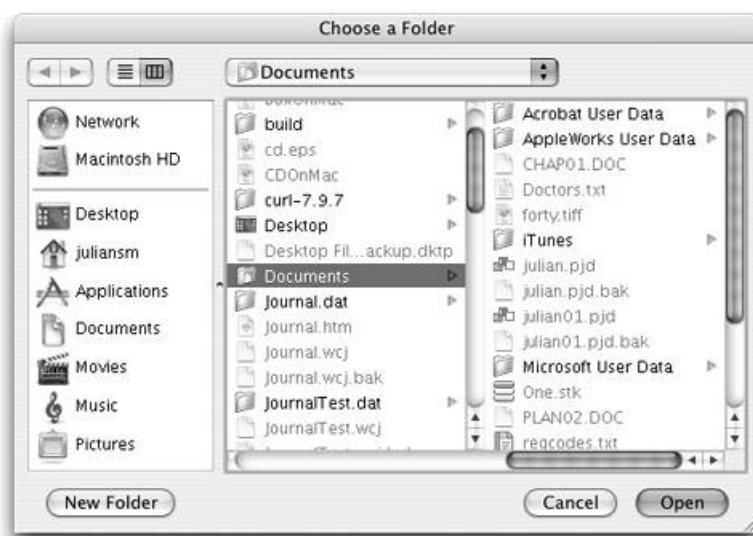 Choose a Folder
Documents
Network
Macintosh HD
Desktop
juliansm
Applications
Documents
Movies
Music
Pictures
build
cd.eps
CDOnMac
curl-7.9.7
Desktop
Desktop Fil...ackup.dktp
Documents
Journal.dat
Journal.htm
Journal.wcj
Journal.wcj.bak
JournalTest.dat
JournalTest.wcj
Acrobat User Data
AppleWorks User Data
CHAP01.DOC
Doctors.txt
forty.tiff
iTunes
julian.pjd
julian.pjd.bak
julian01.pjd
julian01.pjd.bak
Microsoft User Data
One.stk
PLAN02.DOC
regcodes.txt
New Folder
Cancel
Open